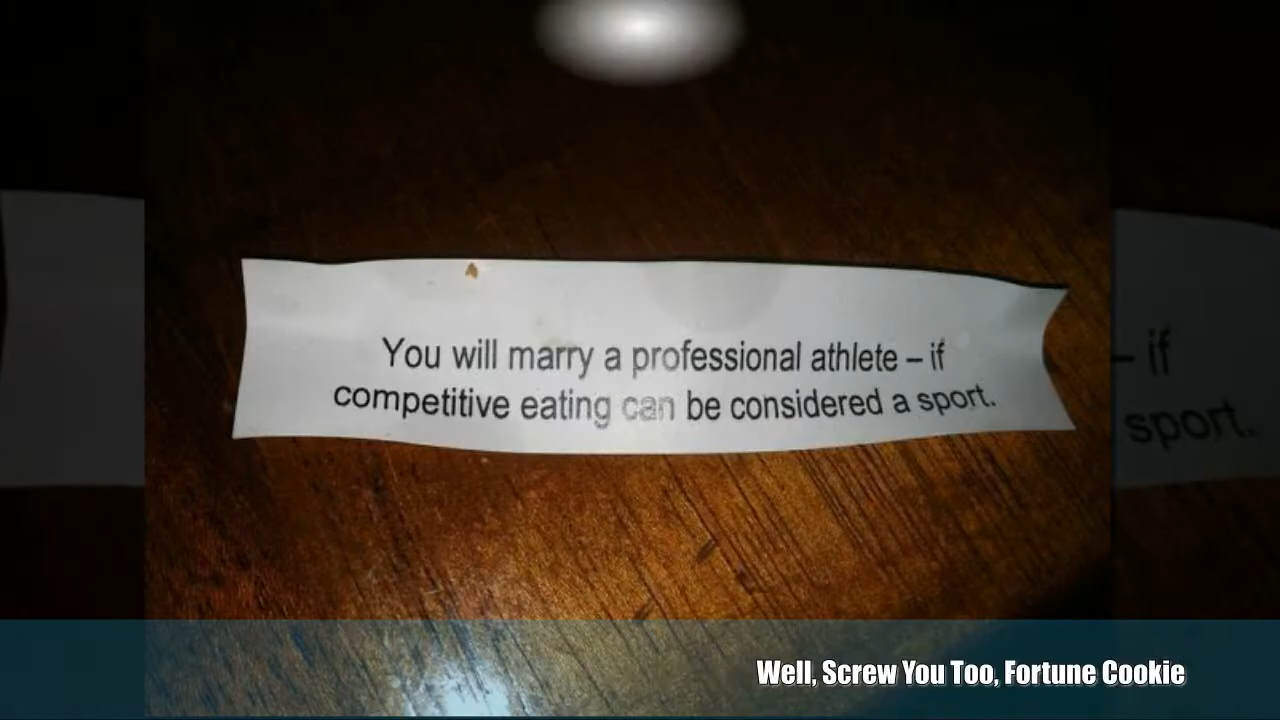 You will marry a professional athlete – if
competitive eating can be considered a sport.
– if
sport.
Well, Screw You Too, Fortune Cookie